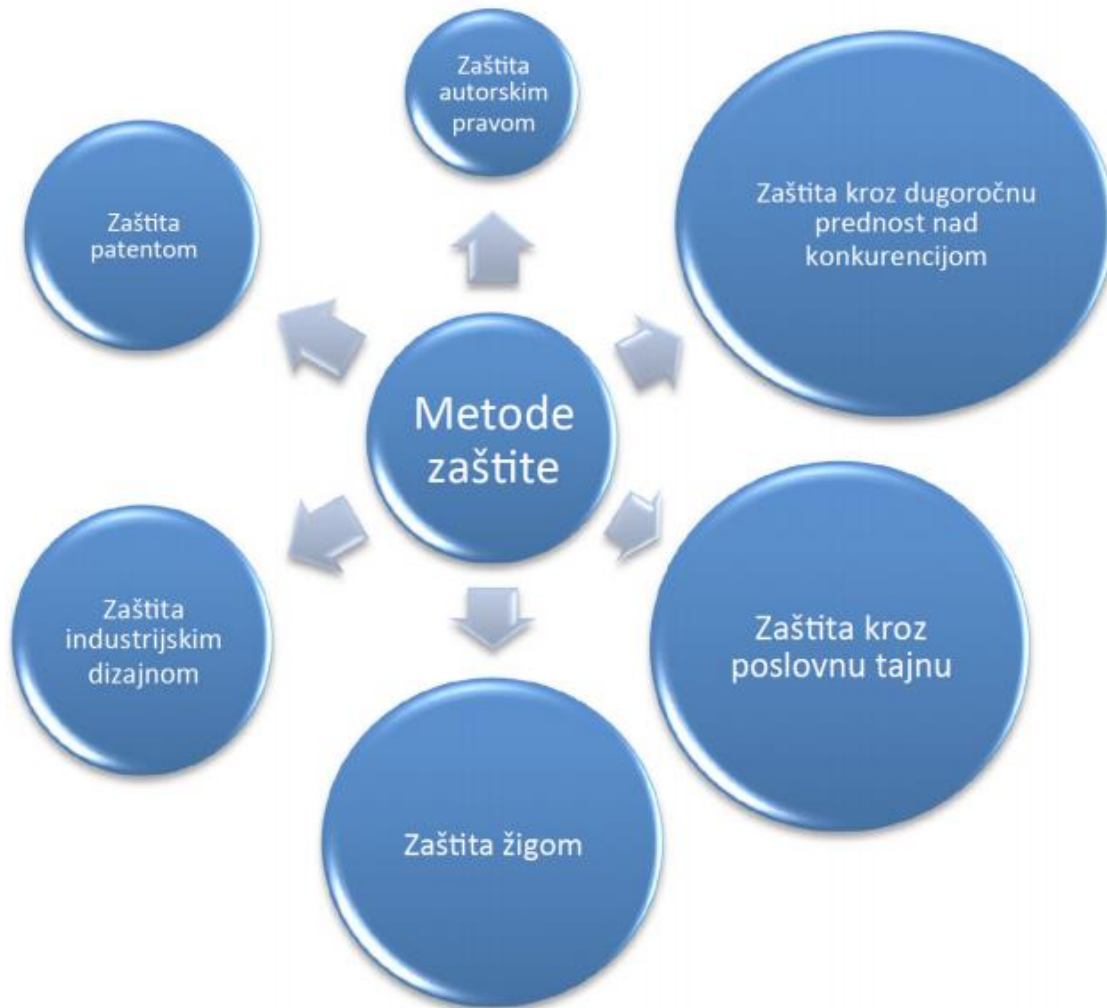 Zaštita
autorskim
pravom
Zaštita kroz dugoročnu
prednost nad
konkurencijom
Zaštita
patentom
Metode
zaštite
Zaštita
industrijskim
dizajnom
Zaštita kroz
poslovnu tajnu
Zaštita žigom